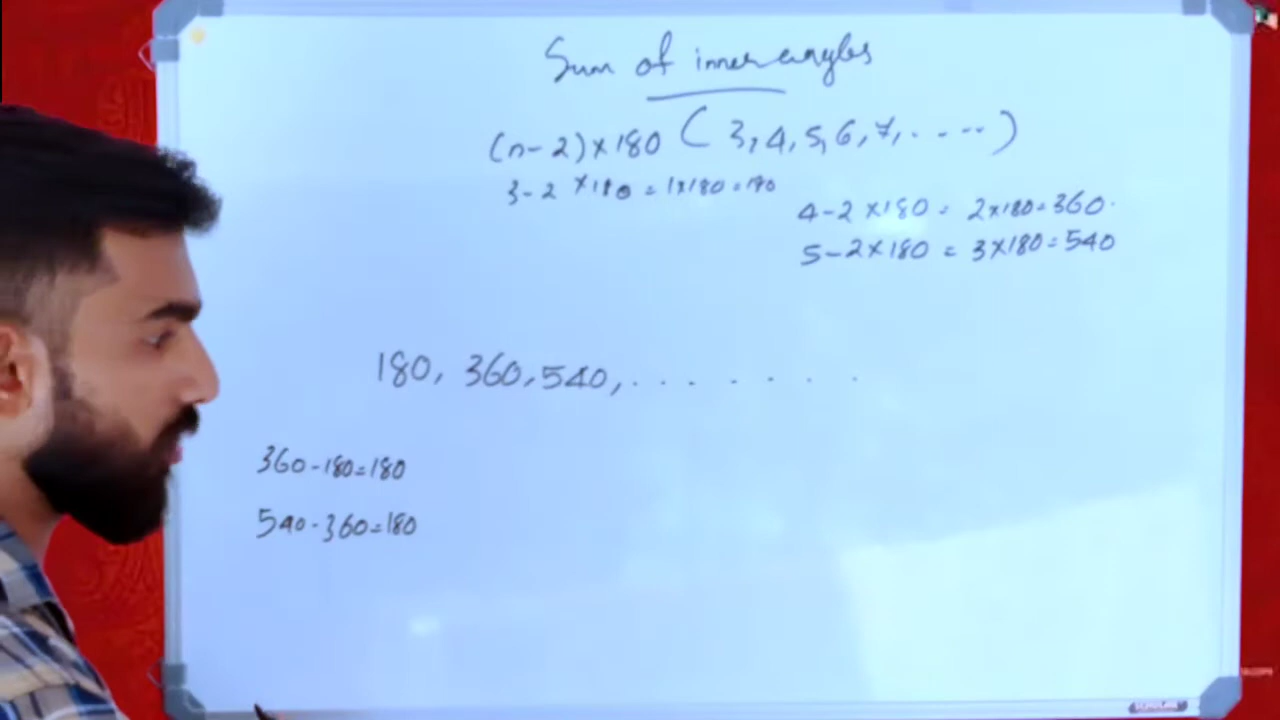 Sum of inner angles
(n-2)×180 (3,4,5,6,7,.----)
3-2 ×180 = 1×180=180
4-2 ×180 = 2×180=360.
5-2×180 = 3×180=540
180, 360,540,. . . . . .
360-180=180
540-360=180